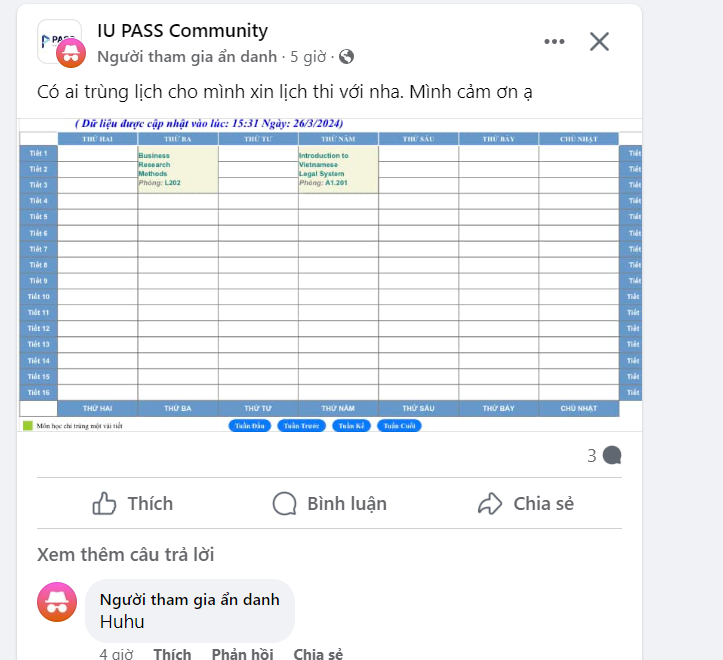 PASS
IU PASS Community
Người tham gia ẩn danh · 5 giờ ·
Có ai trùng lịch cho mình xin lịch thi với nha. Mình cảm ơn ạ
( Dữ liệu được cập nhật vào lúc: 15:31 Ngày: 26/3/2024)
THỨ HAI THỨ BA THỨ TƯ THỨ NĂM THỨ SÁU THỨ BẢY CHỦ NHẬT
Tiết 1 Business Introduction to Tiết
Tiết 2 Research Vietnamese Tiết
Methods Legal System
Tiết 3 Phòng: L202 Phòng: A1.201 Tiết
Tiết 4 Tiết
Tiết 5 Tiết
Tiết 6 Tiết
Tiết 7 Tiết
Tiết 8 Tiết
Tiết 9 Tiết
Tiết 10 Tiết
Tiết 11 Tiết
Tiết 12 Tiết
Tiết 13 Tiết
Tiết 14 Tiết
Tiết 15 Tiết
Tiết 16 Tiết
THỨ HAI THỨ BA THỨ TƯ THỨ NĂM THỨ SÁU THỨ BẢY CHỦ NHẬT
Môn học chỉ trùng một vài tiết Tuần Đầu Tuần Trước Tuần Kế Tuần Cuối
3
Thích Bình luận Chia sẻ
Xem thêm câu trả lời
Người tham gia ẩn danh
Huhu
4 giờ Thích Phản hồi Chia sẻ